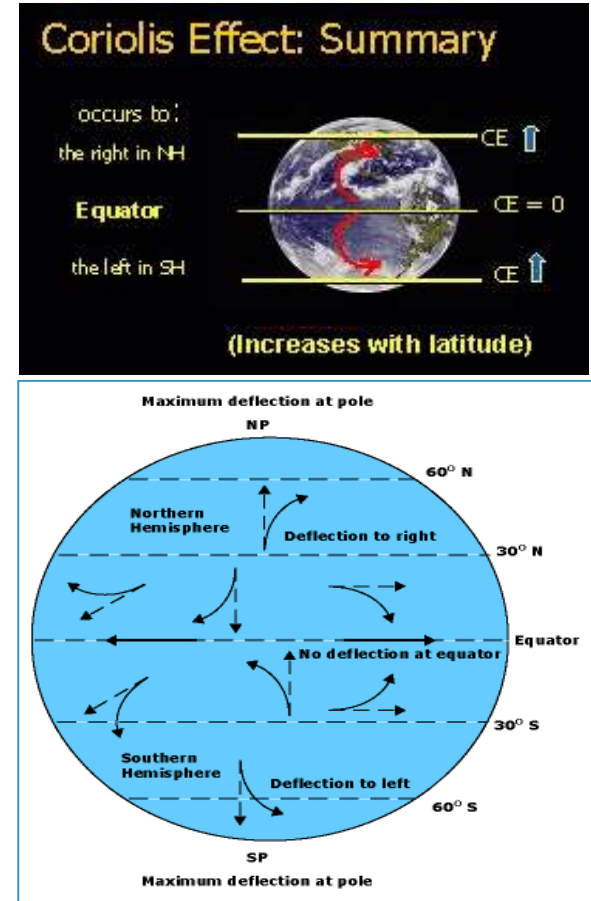 Coriolis Effect: Summary
occurs to:
the right in NH
CE
Equator
CE = 0
the left in SH
CE
(Increases with latitude)
Maximum deflection at pole
NP
60° N
Northern
Hemisphere
Deflection to right
30° N
Equator
No deflection at equator
30° S
Southern
Hemisphere
Deflection to left
60° S
SP
Maximum deflection at pole